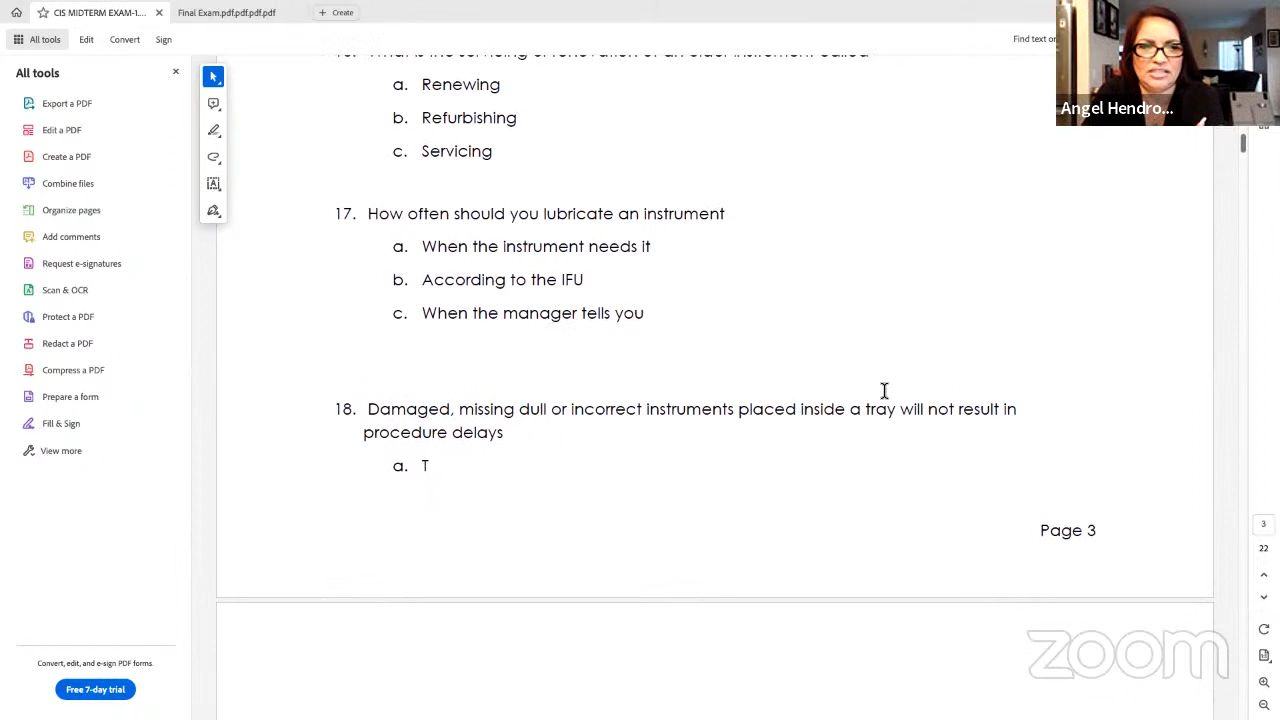 CIS MIDTERM EXAM-1....
Final Exam.pdf.pdf.pdf.pdf
Create
All tools
Edit
Convert
Sign
Find text or
All tools
Export a PDF
Edit a PDF
Create a PDF
Combine files
Organize pages
Add comments
Request e-signatures
Scan & OCR
Protect a PDF
Redact a PDF
Compress a PDF
Prepare a form
Fill & Sign
View more
Convert, edit, and e-sign PDF forms.
Free 7-day trial
a. Renewing
b. Refurbishing
c. Servicing
17. How often should you lubricate an instrument
a. When the instrument needs it
b. According to the IFU
c. When the manager tells you
18. Damaged, missing dull or incorrect instruments placed inside a tray will not result in
procedure delays
a. T
Page 3
Angel Hendro...
3
22
zoom